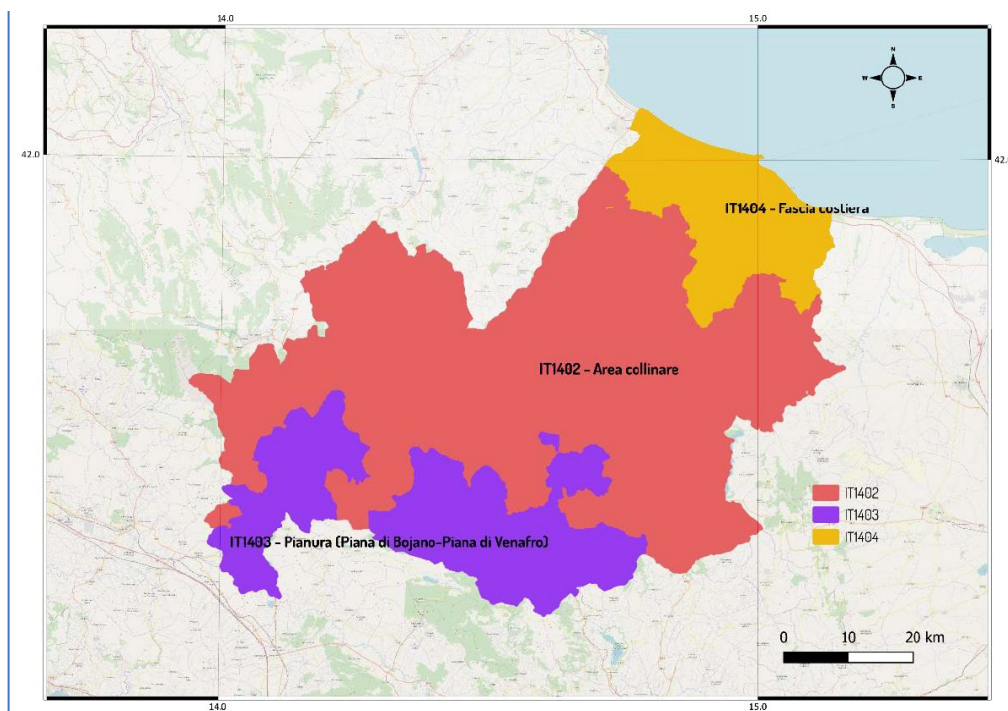 14.0
15.0
N
W
E
S
42.0
42.
IT1404 - Fascia costiera
IT1402 - Area collinare
IT1402
IT1403
IT1404
IT1403 - Pianura (Piana di Bojano-Piana di Venafro)
0
10
20 km
14.0
15.0